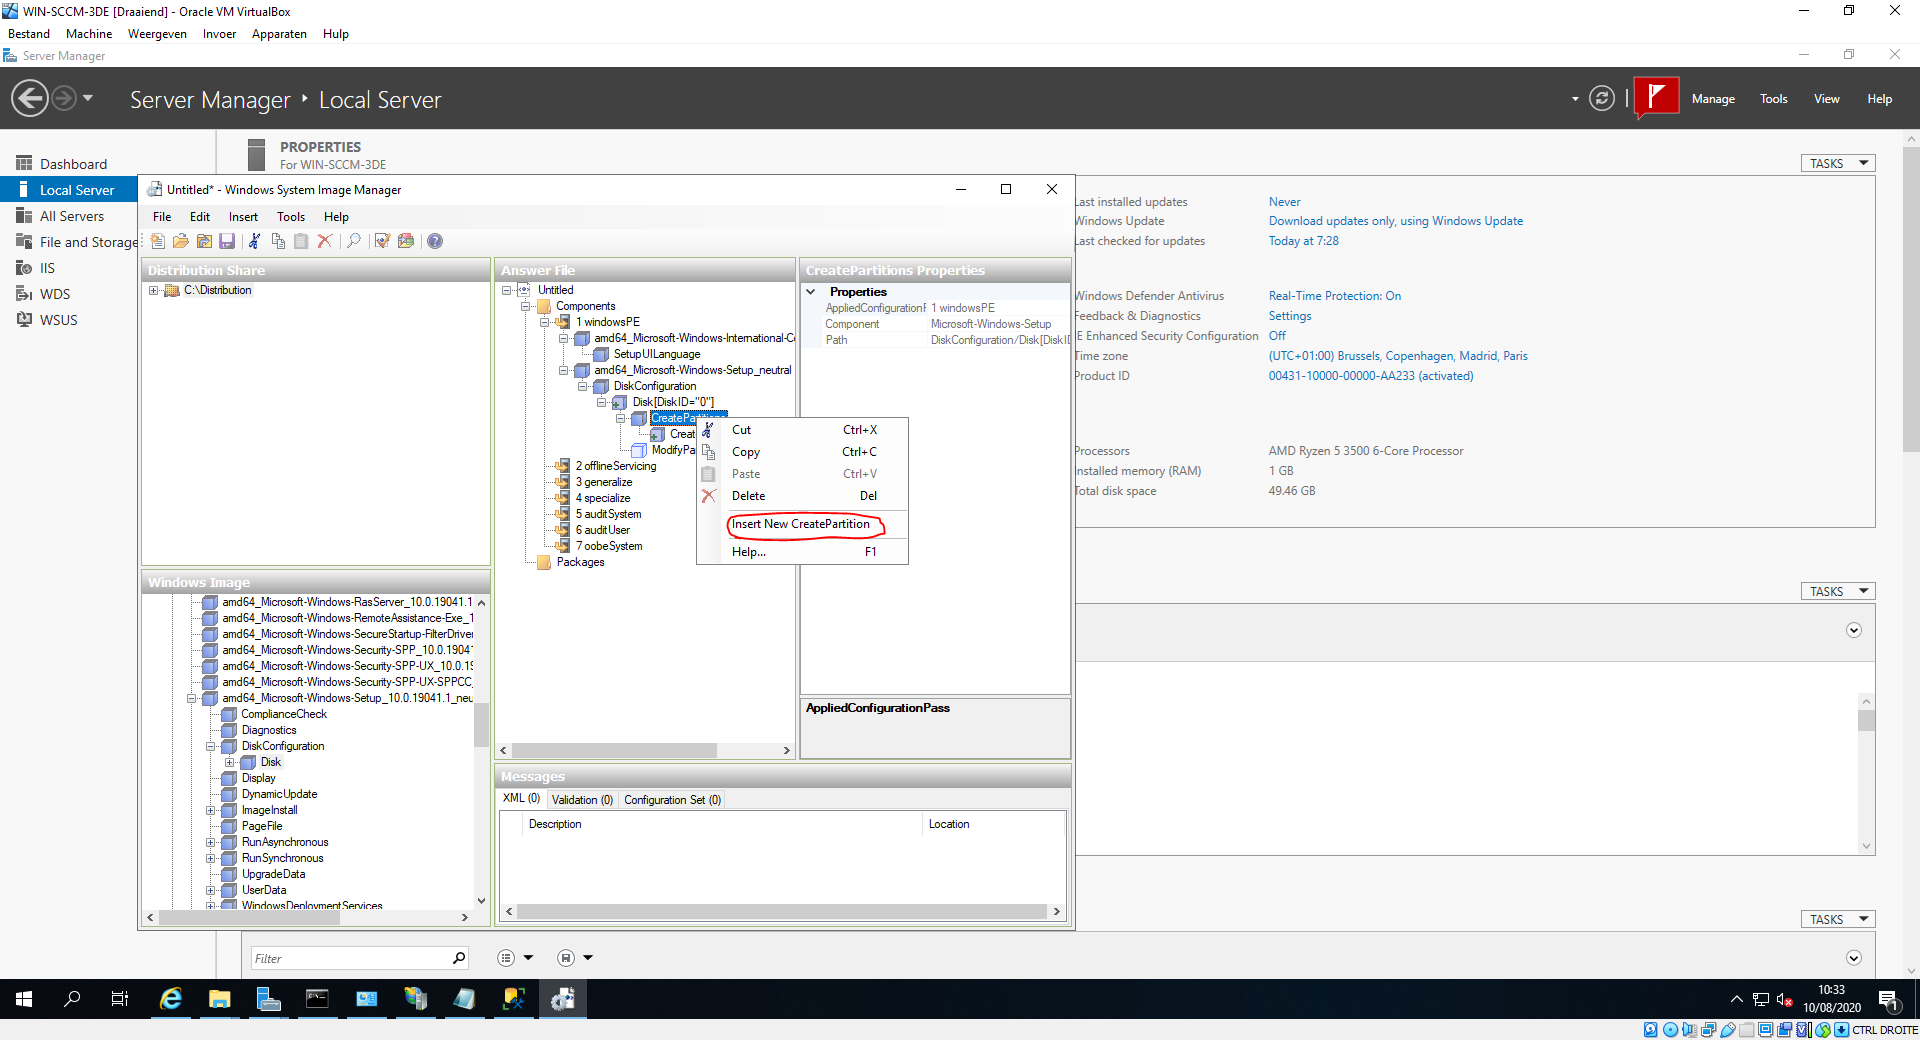 WIN-SCCM-3DE [Draaiend] - Oracle VM VirtualBox
Bestand Machine Weergeven Invoer Apparaten Hulp
Server Manager
Server Manager ‣ Local Server
Manage Tools View Help
Dashboard
Local Server
All Servers
File and Storage
IIS
WDS
WSUS
PROPERTIES
For WIN-SCCM-3DE
TASKS
Last installed updates Never
Windows Update Download updates only, using Windows Update
Last checked for updates Today at 7:28
Windows Defender Antivirus Real-Time Protection: On
Feedback & Diagnostics Settings
IE Enhanced Security Configuration Off
Time zone (UTC+01:00) Brussels, Copenhagen, Madrid, Paris
Product ID 00431-10000-00000-AA233 (activated)
Processors AMD Ryzen 5 3500 6-Core Processor
Installed memory (RAM) 1 GB
Total disk space 49.46 GB
TASKS
TASKS
Filter
Untitled* - Windows System Image Manager
File Edit Insert Tools Help
Distribution Share
C:\Distribution
Windows Image
amd64_Microsoft-Windows-RasServer_10.0.19041.1
amd64_Microsoft-Windows-RemoteAssistance-Exe_1
amd64_Microsoft-Windows-SecureStartup-FilterDriver
amd64_Microsoft-Windows-Security-SPP_10.0.19041
amd64_Microsoft-Windows-Security-SPP-UX_10.0.19
amd64_Microsoft-Windows-Security-SPP-UX-SPPCC_
amd64_Microsoft-Windows-Setup_10.0.19041.1_neu
ComplianceCheck
Diagnostics
DiskConfiguration
Disk
Display
DynamicUpdate
ImageInstall
PageFile
RunAsynchronous
RunSynchronous
UpgradeData
UserData
WindowsDeploymentServices
Answer File
Untitled
Components
1 windowsPE
amd64_Microsoft-Windows-International-Co
SetupUILanguage
amd64_Microsoft-Windows-Setup_neutral
DiskConfiguration
Disk[DiskID="0"]
CreatePartitions
Creat
ModifyPa
2 offlineServicing
3 generalize
4 specialize
5 auditSystem
6 auditUser
7 oobeSystem
Packages
Cut Ctrl+X
Copy Ctrl+C
Paste Ctrl+V
Delete Del
Insert New CreatePartition
Help... F1
CreatePartitions Properties
Properties
AppliedConfigurationP 1 windowsPE
Component Microsoft-Windows-Setup
Path DiskConfiguration/Disk[DiskID
AppliedConfigurationPass
Messages
XML (0) Validation (0) Configuration Set (0)
Description Location
10:33
10/08/2020
1
CTRL DROITE